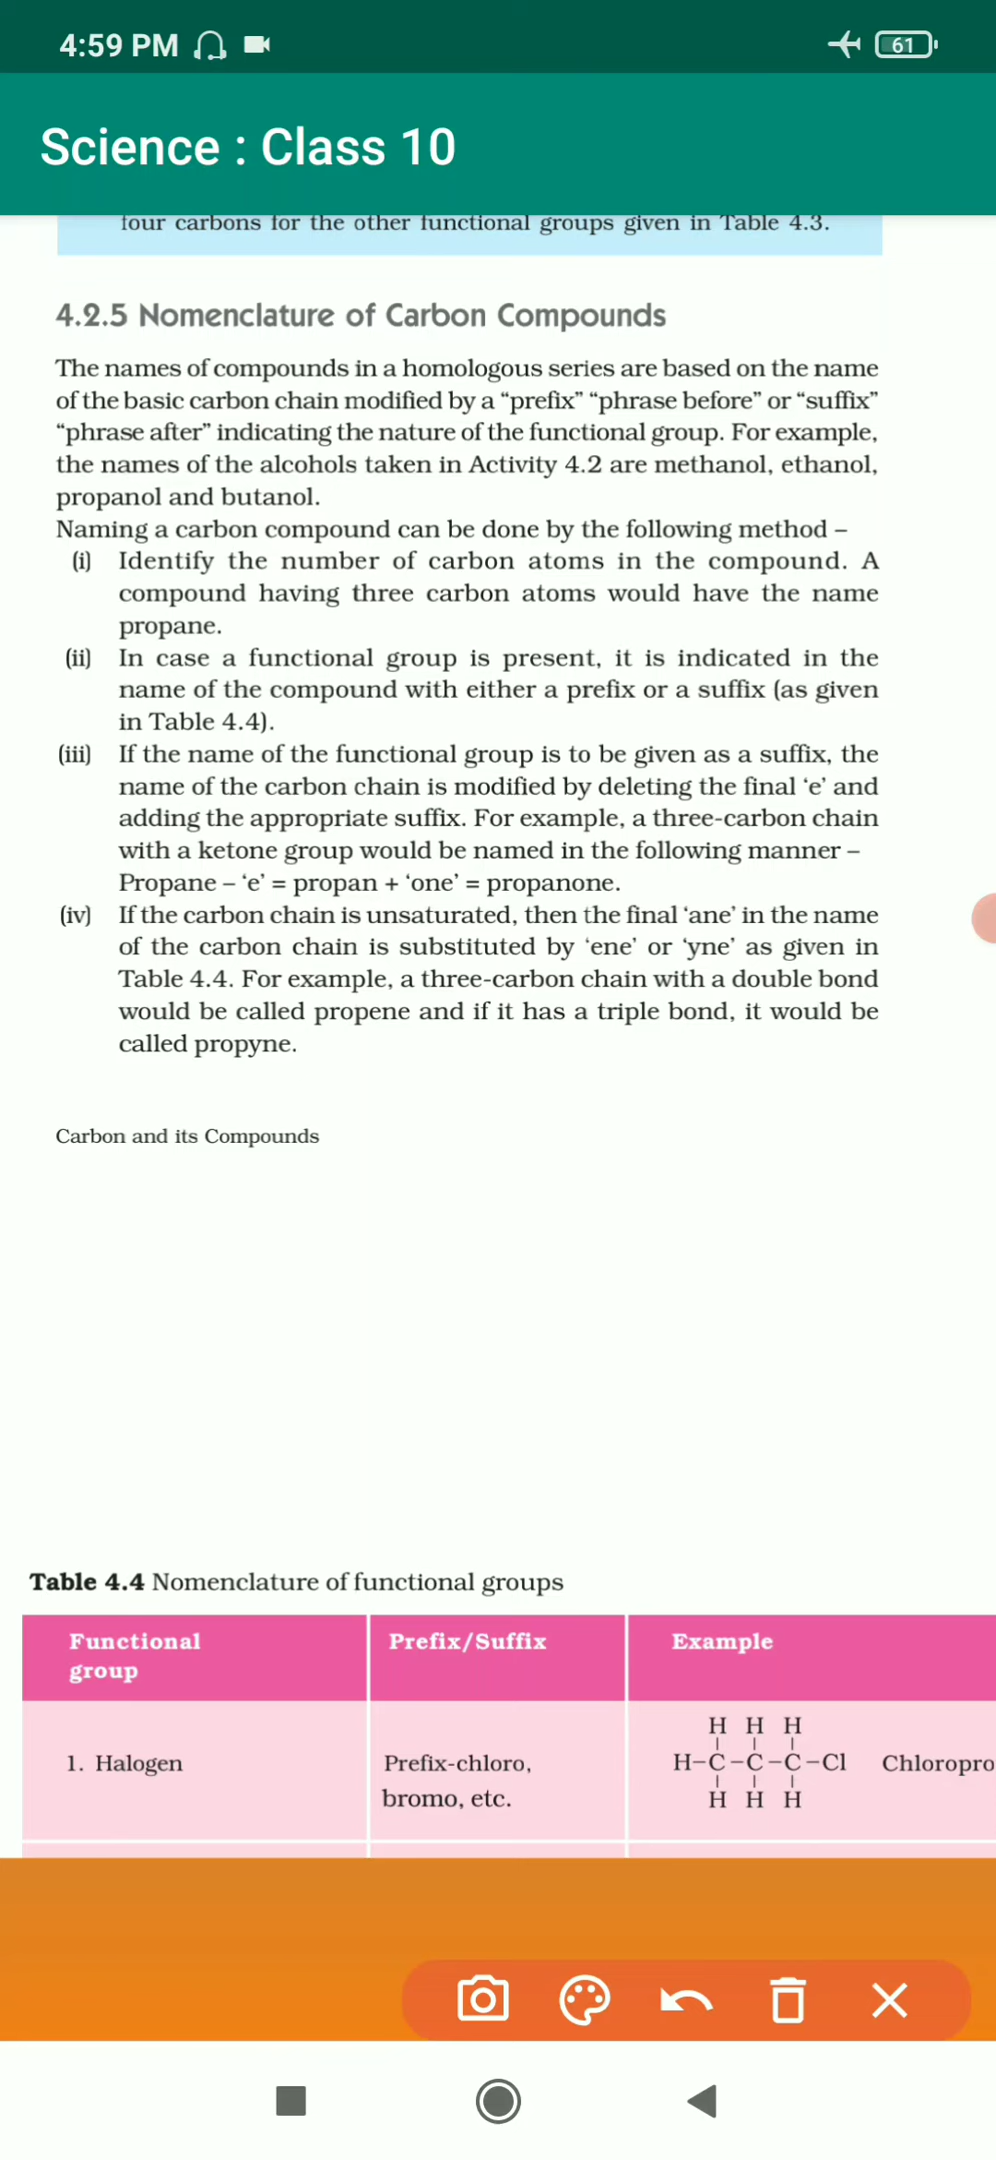 4:59 PM
61
Science : Class 10
four carbons for the other functional groups given in Table 4.3.
4.2.5 Nomenclature of Carbon Compounds
The names of compounds in a homologous series are based on the name
of the basic carbon chain modified by a “prefix” “phrase before” or “suffix”
“phrase after” indicating the nature of the functional group. For example,
the names of the alcohols taken in Activity 4.2 are methanol, ethanol,
propanol and butanol.
Naming a carbon compound can be done by the following method –
(i) Identify the number of carbon atoms in the compound. A
compound having three carbon atoms would have the name
propane.
(ii) In case a functional group is present, it is indicated in the
name of the compound with either a prefix or a suffix (as given
in Table 4.4).
(iii) If the name of the functional group is to be given as a suffix, the
name of the carbon chain is modified by deleting the final ‘e’ and
adding the appropriate suffix. For example, a three-carbon chain
with a ketone group would be named in the following manner –
Propane – ‘e’ = propan + ‘one’ = propanone.
(iv) If the carbon chain is unsaturated, then the final ‘ane’ in the name
of the carbon chain is substituted by ‘ene’ or ‘yne’ as given in
Table 4.4. For example, a three-carbon chain with a double bond
would be called propene and if it has a triple bond, it would be
called propyne.
Carbon and its Compounds
Table 4.4 Nomenclature of functional groups
Functional group
Prefix/Suffix
Example
1. Halogen
Prefix-chloro,
bromo, etc.
H H H
H-C-C-C-Cl Chloropro
H H H